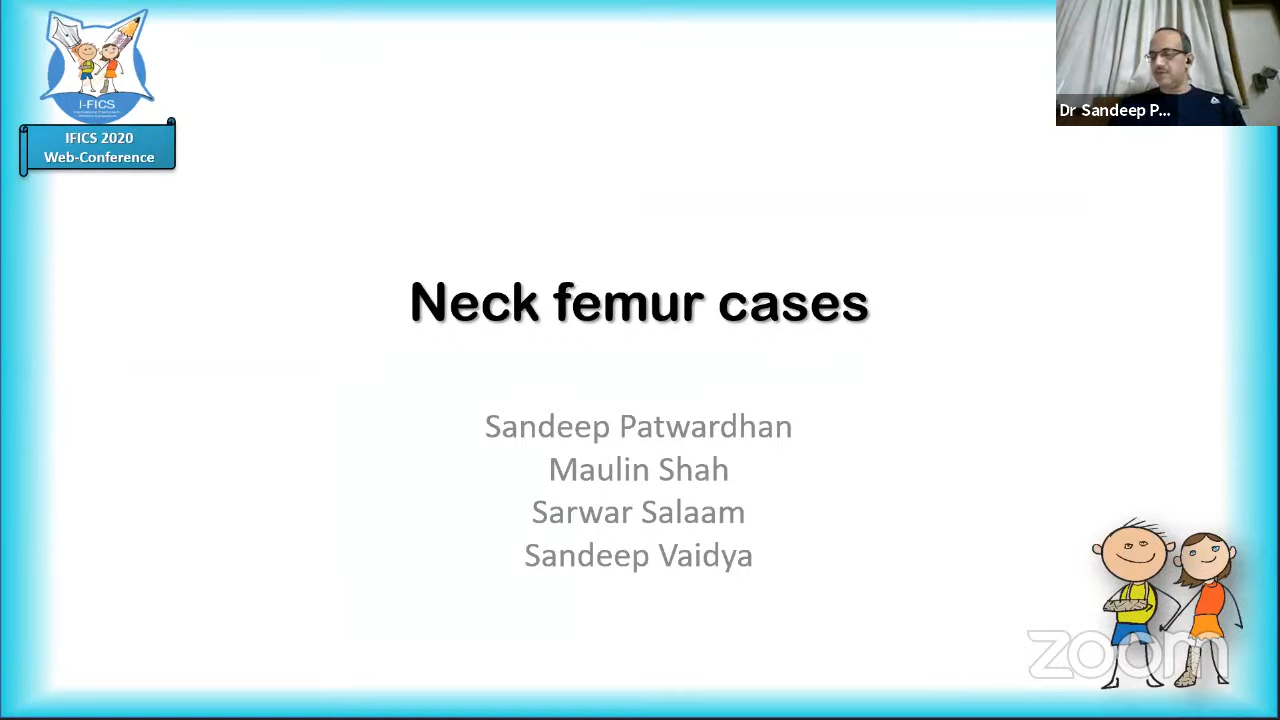 I-FICS
IFICS 2020
Web-Conference
Dr Sandeep P...
Neck femur cases
Sandeep Patwardhan
Maulin Shah
Sarwar Salaam
Sandeep Vaidya
zoom